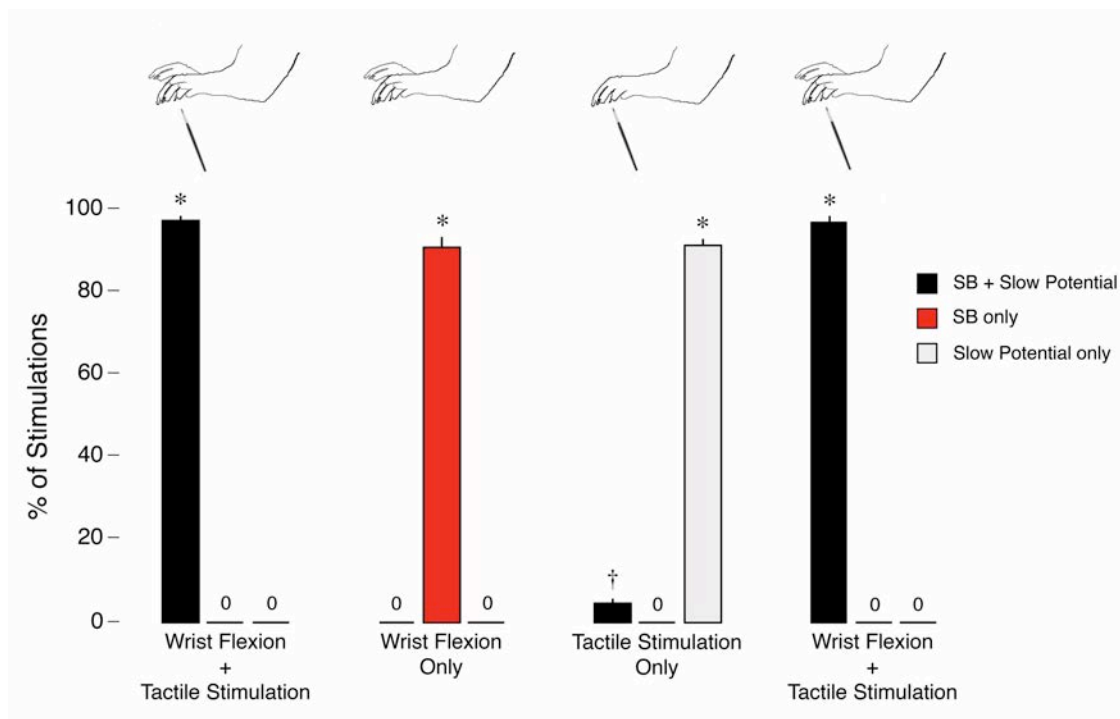 % of Stimulations
100
80
60
40
20
0
*
0
0
Wrist Flexion
+
Tactile Stimulation
0
*
0
Wrist Flexion
Only
†
0
*
Tactile Stimulation
Only
*
0
0
Wrist Flexion
+
Tactile Stimulation
SB + Slow Potential
SB only
Slow Potential only